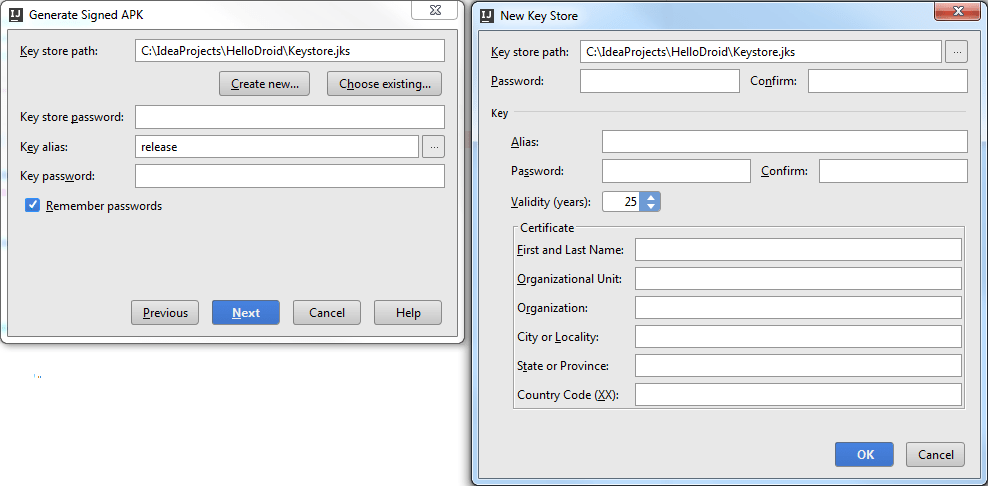 Generate Signed APK
Key store path: C:\IdeaProjects\HelloDroid\Keystore.jks
Create new... Choose existing...
Key store password:
Key alias: release ...
Key password:
Remember passwords
Previous Next Cancel Help
New Key Store
Key store path: C:\IdeaProjects\HelloDroid\Keystore.jks ...
Password: Confirm:
Key
Alias:
Password: Confirm:
Validity (years): 25
Certificate
First and Last Name:
Organizational Unit:
Organization:
City or Locality:
State or Province:
Country Code (XX):
OK Cancel